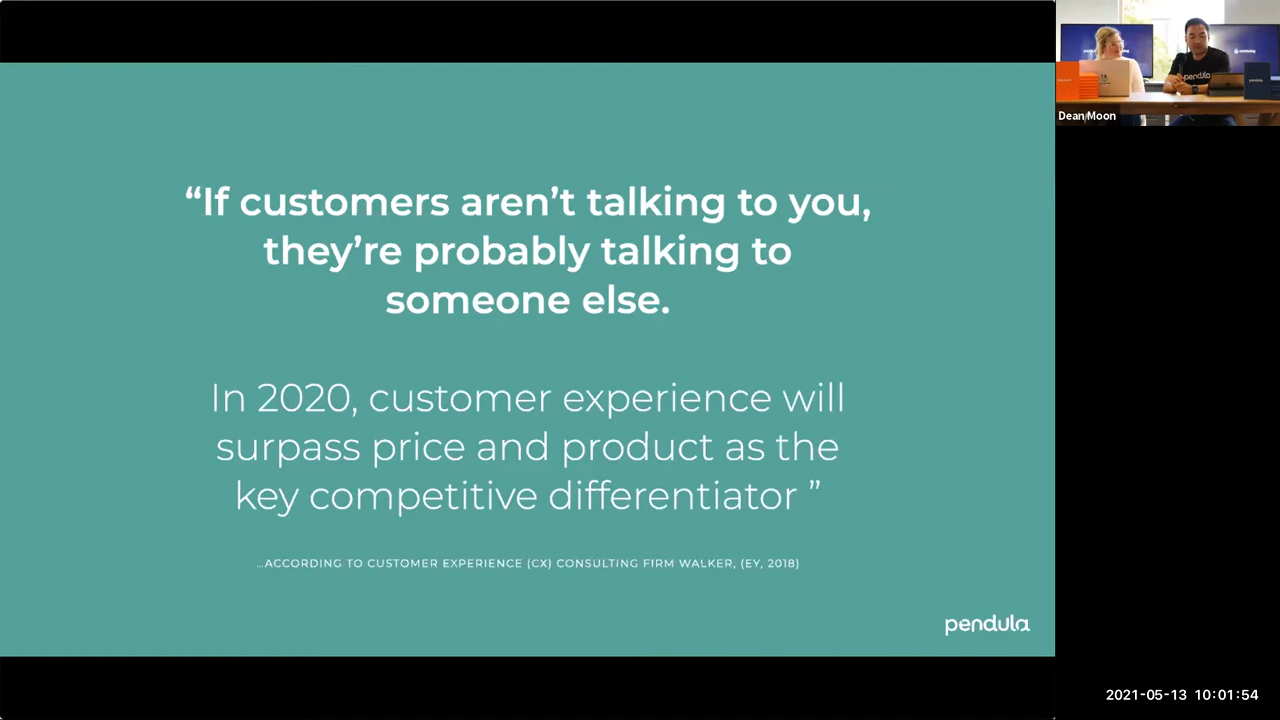 “If customers aren’t talking to you,
they’re probably talking to
someone else.
In 2020, customer experience will
surpass price and product as the
key competitive differentiator ”
...ACCORDING TO CUSTOMER EXPERIENCE (CX) CONSULTING FIRM WALKER, (EY, 2018)
pendula
pendula
Dean Moon
2021-05-13 10:01:54